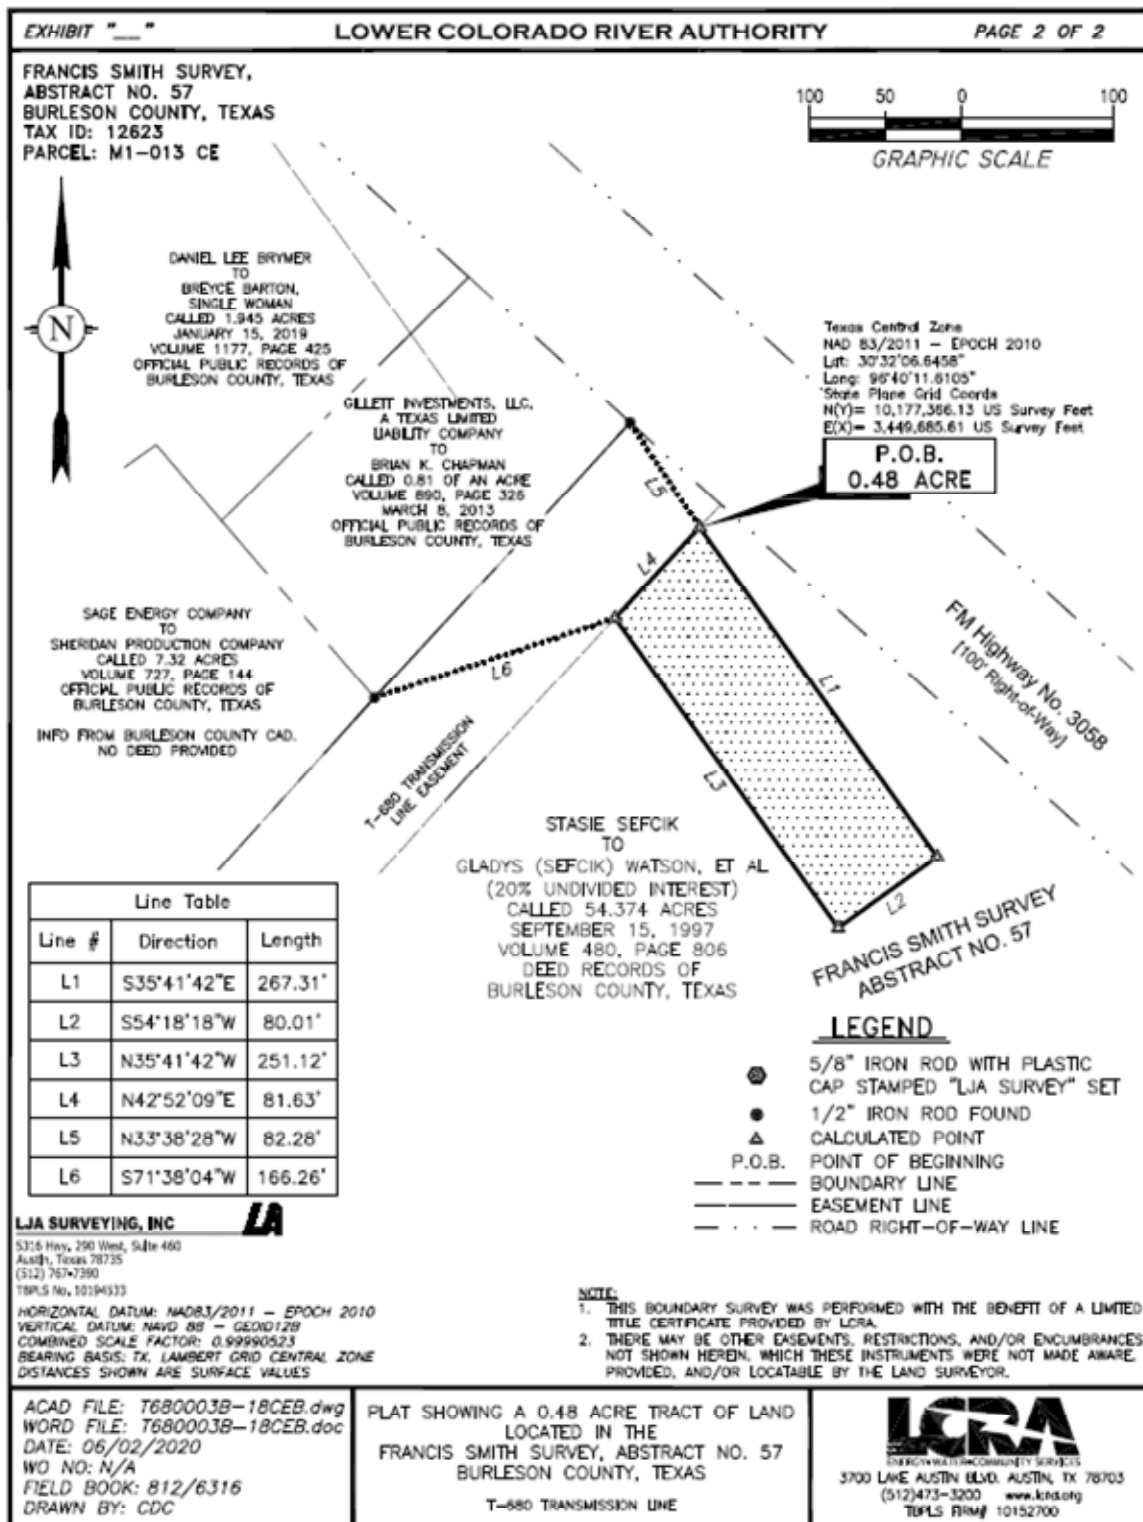 EXHIBIT "__"
LOWER COLORADO RIVER AUTHORITY
PAGE 2 OF 2
FRANCIS SMITH SURVEY,
ABSTRACT NO. 57
BURLESON COUNTY, TEXAS
TAX ID: 12623
PARCEL: M1-013 CE
100 50 0 100
GRAPHIC SCALE
N
DANIEL LEE BRYMER
TO
BREYCE BARTON,
SINGLE WOMAN
CALLED 1.945 ACRES
JANUARY 15, 2019
VOLUME 1177, PAGE 425
OFFICIAL PUBLIC RECORDS OF
BURLESON COUNTY, TEXAS
GILLETT INVESTMENTS, LLC,
A TEXAS LIMITED
LIABILITY COMPANY
TO
BRIAN K. CHAPMAN
CALLED 0.81 OF AN ACRE
VOLUME 890, PAGE 326
MARCH 8, 2013
OFFICIAL PUBLIC RECORDS OF
BURLESON COUNTY, TEXAS
Texas Central Zone
NAD 83/2011 - EPOCH 2010
Lat: 30°32'06.6458"
Long: 96°40'11.6105"
State Plane Grid Coords
N(Y)= 10,177,366.13 US Survey Feet
E(X)= 3,449,685.61 US Survey Feet
P.O.B.
0.48 ACRE
L5
L4
L6
L1
L3
L2
SAGE ENERGY COMPANY
TO
SHERIDAN PRODUCTION COMPANY
CALLED 7.32 ACRES
VOLUME 727, PAGE 144
OFFICIAL PUBLIC RECORDS OF
BURLESON COUNTY, TEXAS
INFO FROM BURLESON COUNTY CAD.
NO DEED PROVIDED
T-680 TRANSMISSION
LINE EASEMENT
FM Highway No. 3058
[100' Right-of-Way]
STASIE SEFCIK
TO
GLADYS (SEFCIK) WATSON, ET AL
(20% UNDIVIDED INTEREST)
CALLED 54.374 ACRES
SEPTEMBER 15, 1997
VOLUME 480, PAGE 806
DEED RECORDS OF
BURLESON COUNTY, TEXAS
FRANCIS SMITH SURVEY
ABSTRACT NO. 57
Line Table
Line # Direction Length
L1 S35°41'42"E 267.31'
L2 S54°18'18"W 80.01'
L3 N35°41'42"W 251.12'
L4 N42°52'09"E 81.63'
L5 N33°38'28"W 82.28'
L6 S71°38'04"W 166.26'
LEGEND
5/8" IRON ROD WITH PLASTIC
CAP STAMPED "LJA SURVEY" SET
1/2" IRON ROD FOUND
CALCULATED POINT
P.O.B. POINT OF BEGINNING
BOUNDARY LINE
EASEMENT LINE
ROAD RIGHT-OF-WAY LINE
LJA SURVEYING, INC
LJA
5316 Hwy, 290 West, Suite 460
Austin, Texas 78735
(512) 767-7390
TBPLS No. 10194533
HORIZONTAL DATUM: NAD83/2011 - EPOCH 2010
VERTICAL DATUM: NAVD 88 - GEOID12B
COMBINED SCALE FACTOR: 0.99990523
BEARING BASIS: TX. LAMBERT GRID CENTRAL ZONE
DISTANCES SHOWN ARE SURFACE VALUES
NOTE:
1. THIS BOUNDARY SURVEY WAS PERFORMED WITH THE BENEFIT OF A LIMITED
TITLE CERTIFICATE PROVIDED BY LCRA.
2. THERE MAY BE OTHER EASEMENTS, RESTRICTIONS, AND/OR ENCUMBRANCES
NOT SHOWN HEREIN, WHICH THESE INSTRUMENTS WERE NOT MADE AWARE,
PROVIDED, AND/OR LOCATABLE BY THE LAND SURVEYOR.
ACAD FILE: T680003B-18CEB.dwg
WORD FILE: T680003B-18CEB.doc
DATE: 06/02/2020
WO NO: N/A
FIELD BOOK: 812/6316
DRAWN BY: CDC
PLAT SHOWING A 0.48 ACRE TRACT OF LAND
LOCATED IN THE
FRANCIS SMITH SURVEY, ABSTRACT NO. 57
BURLESON COUNTY, TEXAS
T-680 TRANSMISSION LINE
LCRA
ENERGY•WATER•COMMUNITY SERVICES
3700 LAKE AUSTIN BLVD. AUSTIN, TX 78703
(512)473-3200 www.lcra.org
TBPLS FIRM# 10152700